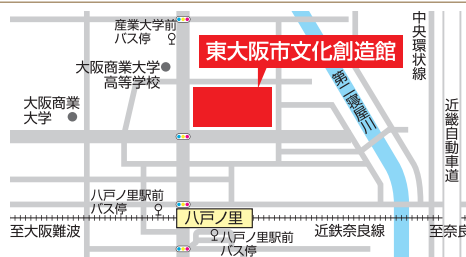 産業大学前
バス停
中央環状線
東大阪市文化創造館
大阪商業大学
高等学校
第二寝屋川
大阪商業
大学
近畿自動車道
八戸ノ里駅前
バス停
八戸ノ里
至大阪難波
近鉄奈良線
至奈良
八戸ノ里駅前
バス停